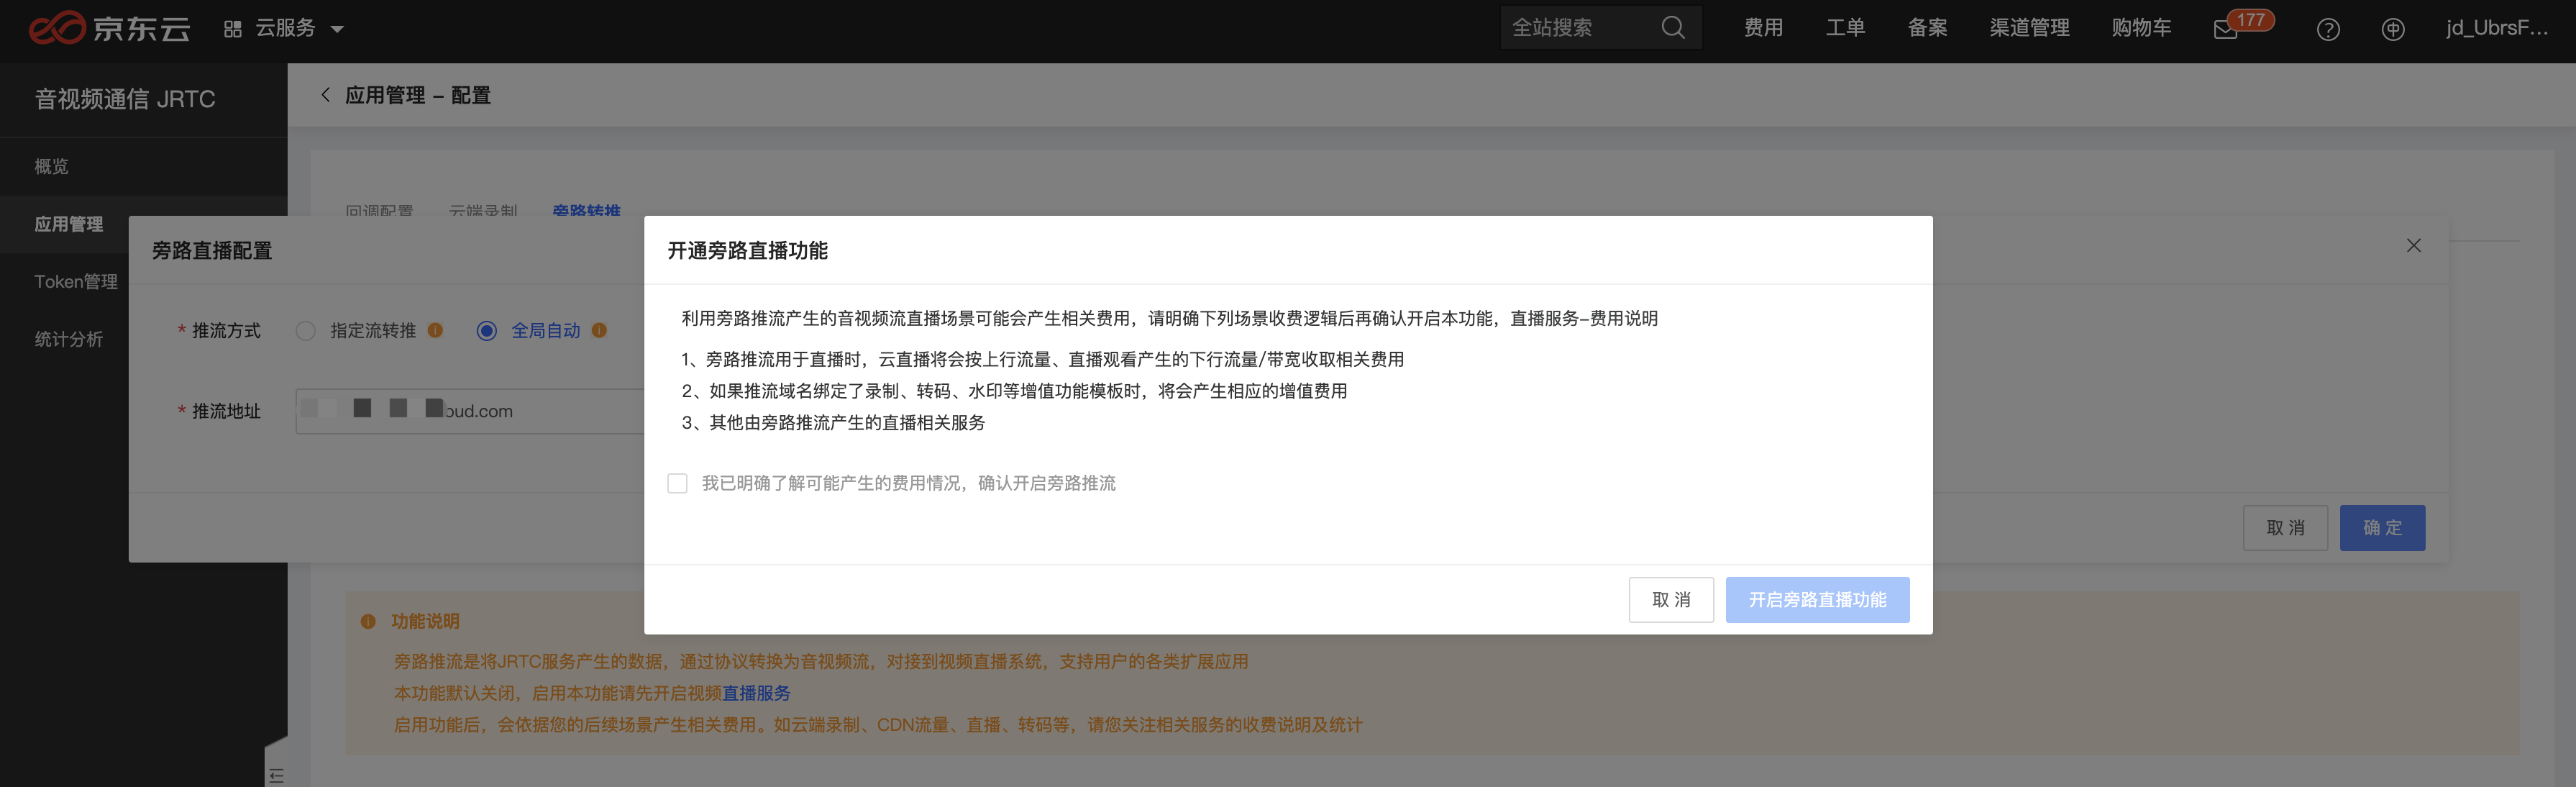 京东云
云服务
全站搜索
费用
工单
备案
渠道管理
购物车
177
jd_UbrsF...
音视频通信 JRTC
概览
应用管理
Token管理
统计分析
应用管理 – 配置
回调配置
云端录制
旁路转推
旁路直播配置
* 推流方式
指定流转推
全局自动
* 推流地址
oud.com
取 消
确 定
开通旁路直播功能
利用旁路推流产生的音视频流直播场景可能会产生相关费用，请明确下列场景收费逻辑后再确认开启本功能，直播服务–费用说明
1、旁路推流用于直播时，云直播将会按上行流量、直播观看产生的下行流量/带宽收取相关费用
2、如果推流域名绑定了录制、转码、水印等增值功能模板时，将会产生相应的增值费用
3、其他由旁路推流产生的直播相关服务
我已明确了解可能产生的费用情况，确认开启旁路推流
取 消
开启旁路直播功能
功能说明
旁路推流是将JRTC服务产生的数据，通过协议转换为音视频流，对接到视频直播系统，支持用户的各类扩展应用
本功能默认关闭，启用本功能请先开启视频直播服务
启用功能后，会依据您的后续场景产生相关费用。如云端录制、CDN流量、直播、转码等，请您关注相关服务的收费说明及统计